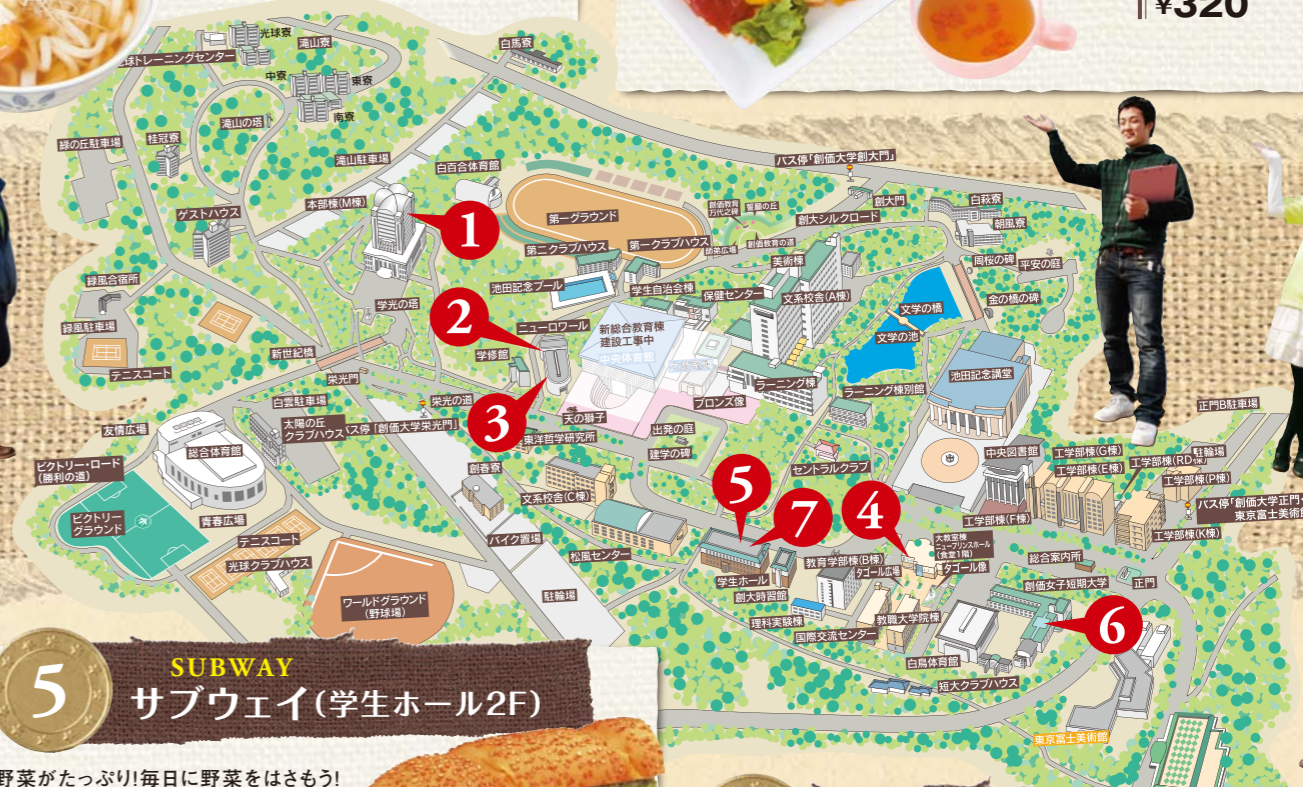 ¥320
光球寮
滝山寮
白馬寮
球トレーニングセンター
中寮
東寮
南寮
滝山の塔
緑の丘駐車場
桂冠寮
滝山駐車場
バス停「創価大学創大門」
白百合体育館
本部棟(M棟)
ゲストハウス
1
第一グラウンド
創価教育
万代之碑
誓願の丘
創大門
白萩寮
創大シルクロード
朝風寮
第二クラブハウス
第一クラブハウス
師弟広場
創価教育の道
美術棟
緑風合宿所
池田記念プール
学生自治会棟
保健センター
文系校舎(A棟)
周桜の碑
平安の庭
金の橋の碑
学光の塔
2
緑風駐車場
ニューロワール
新総合教育棟
建設工事中
中央体育館
文学の橋
文学の池
テニスコート
新世紀橋
学修館
栄光門
池田記念講堂
ラーニング棟
ラーニング棟別館
白雲駐車場
栄光の道
3
ブロンズ像
天の獅子
正門B駐車場
友情広場
太陽の丘
クラブハウス
バス停「創価大学栄光門」
総合体育館
東洋哲学研究所
出発の庭
建学の碑
ビクトリー・ロード
(勝利の道)
創春寮
セントラルクラブ
中央図書館
工学部棟(G棟)
工学部棟(E棟)
工学部棟(RD棟)
駐輪場
工学部棟(P棟)
文系校舎(C棟)
5
7
4
ビクトリー
グラウンド
青春広場
工学部棟(F棟)
バス停「創価大学正門・
東京富士美術館
工学部棟(K棟)
テニスコート
バイク置場
光球クラブハウス
松風センター
大教室棟
ニュープリンスホール
(食堂1階)
教育学部棟(B棟)
タゴール広場
タゴール像
総合案内所
学生ホール
創大時習館
創価女子短期大学
正門
ワールドグラウンド
(野球場)
駐輪場
理科実験棟
国際交流センター
教職大学院棟
6
白鳥体育館
短大クラブハウス
東京富士美術館
5
SUBWAY
サブウェイ(学生ホール2F)
野菜がたっぷり!毎日に野菜をはさもう!